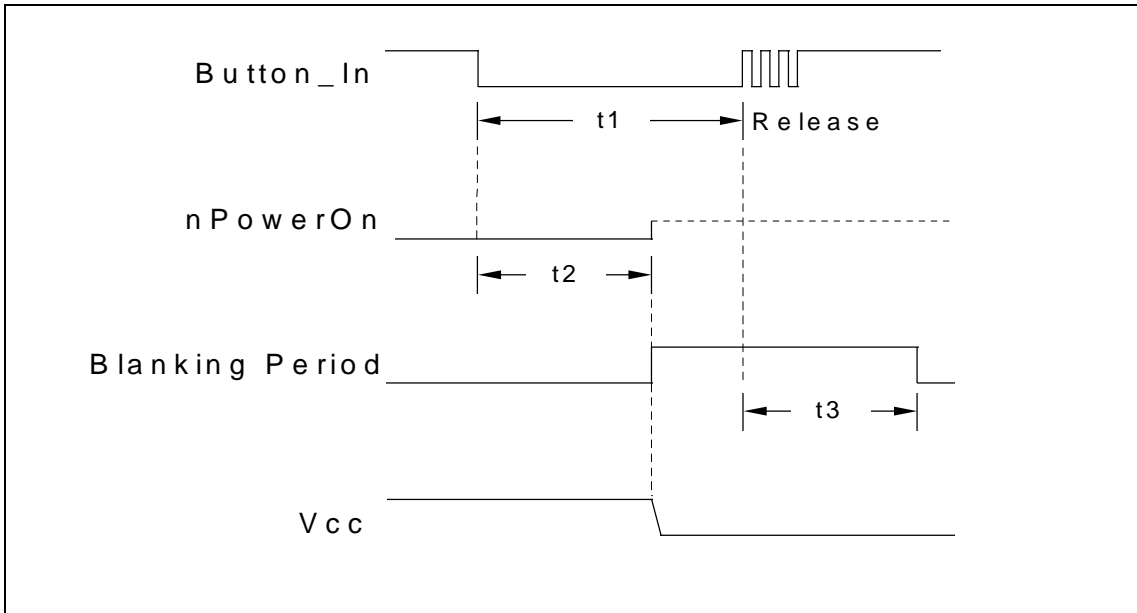 Button_In
t1
Release
nPowerOn
t2
Blanking Period
t3
Vcc